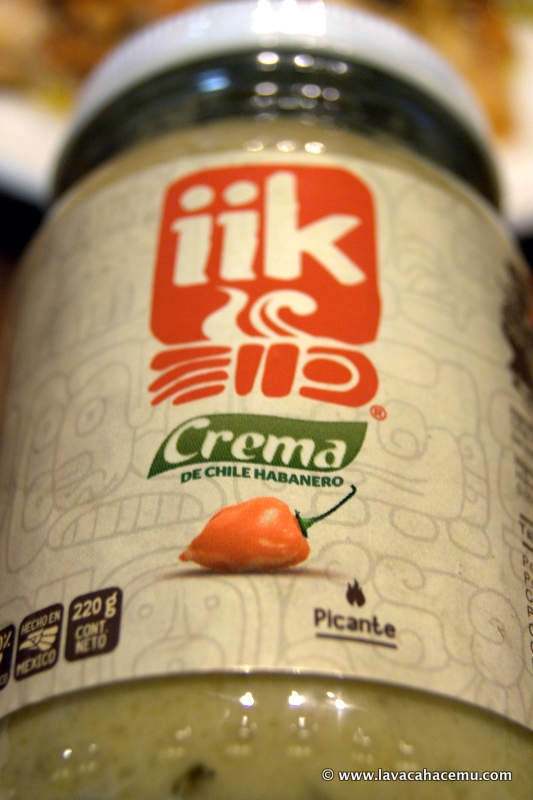 iik
®
Crema
DE CHILE HABANERO
HECHO EN
MÉXICO
220 g
CONT.
NETO
Picante
© www.lavacahacemu.com